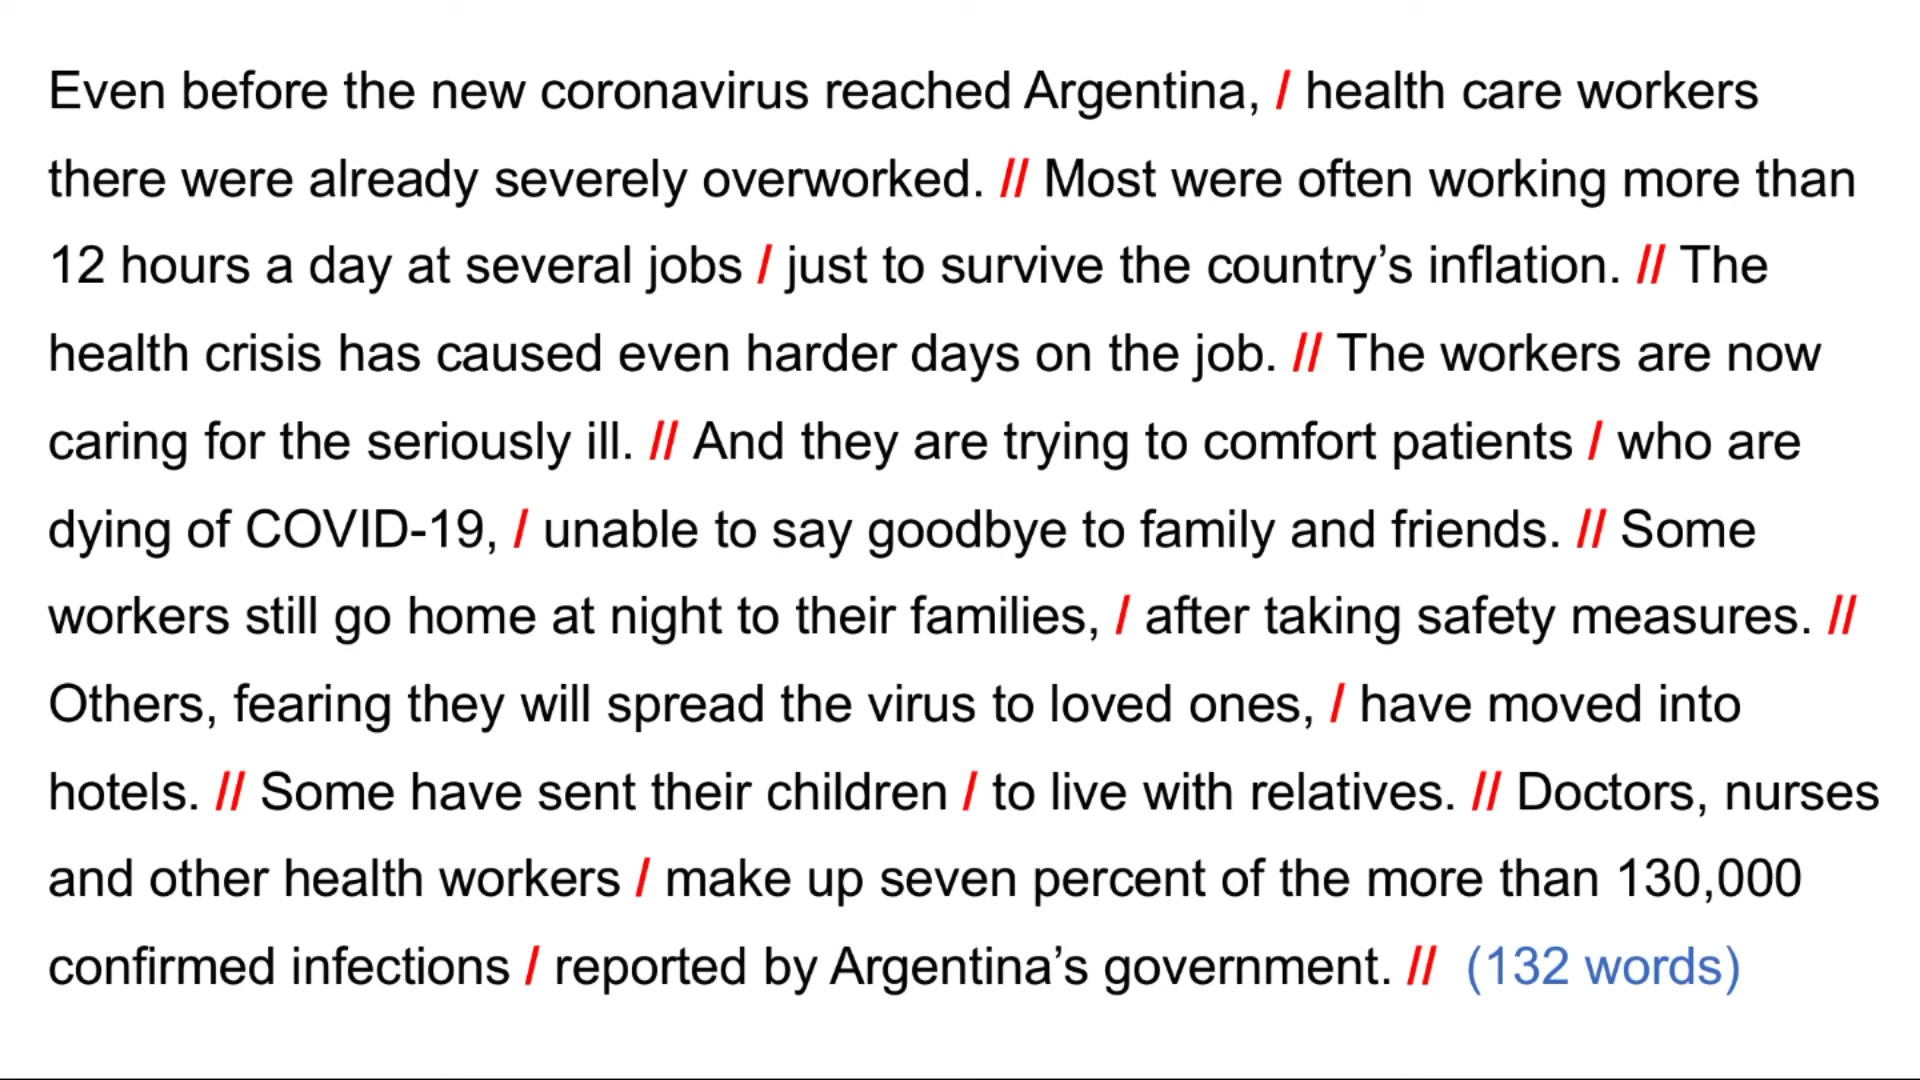 Even before the new coronavirus reached Argentina, / health care workers
there were already severely overworked. // Most were often working more than
12 hours a day at several jobs / just to survive the country’s inflation. // The
health crisis has caused even harder days on the job. // The workers are now
caring for the seriously ill. // And they are trying to comfort patients / who are
dying of COVID-19, / unable to say goodbye to family and friends. // Some
workers still go home at night to their families, / after taking safety measures. //
Others, fearing they will spread the virus to loved ones, / have moved into
hotels. // Some have sent their children / to live with relatives. // Doctors, nurses
and other health workers / make up seven percent of the more than 130,000
confirmed infections / reported by Argentina’s government. // (132 words)